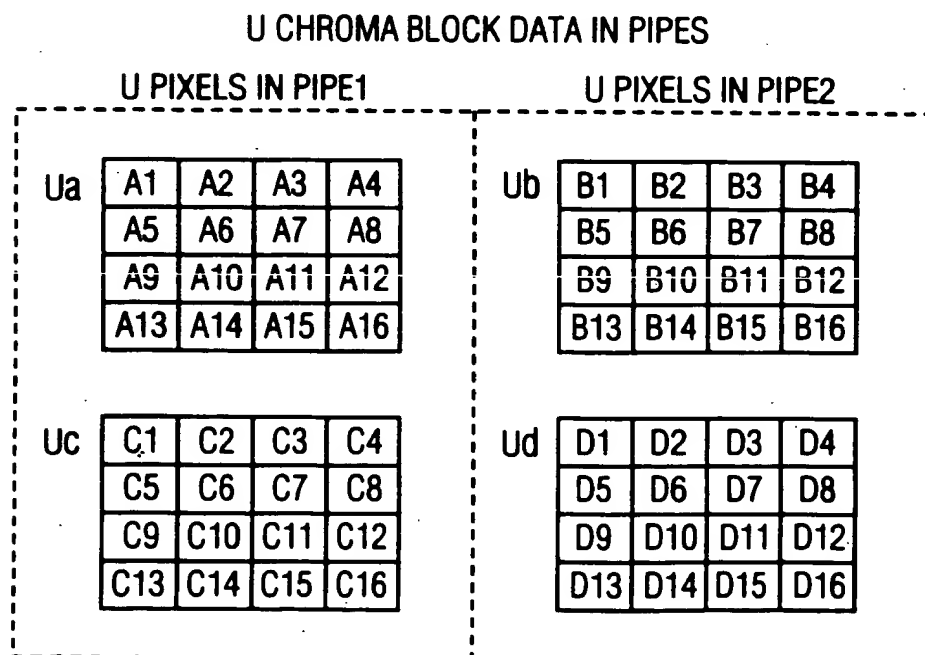 U CHROMA BLOCK DATA IN PIPES
U PIXELS IN PIPE1 U PIXELS IN PIPE2
Ua A1 A2 A3 A4 Ub B1 B2 B3 B4
A5 A6 A7 A8 B5 B6 B7 B8
A9 A10 A11 A12 B9 B10 B11 B12
A13 A14 A15 A16 B13 B14 B15 B16
Uc C1 C2 C3 C4 Ud D1 D2 D3 D4
C5 C6 C7 C8 D5 D6 D7 D8
C9 C10 C11 C12 D9 D10 D11 D12
C13 C14 C15 C16 D13 D14 D15 D16